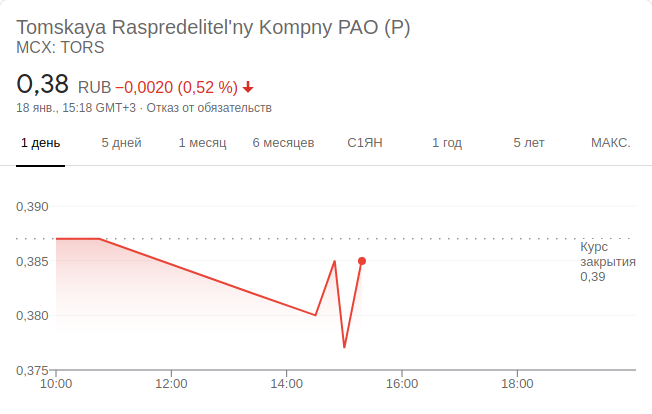 Tomskaya Raspredelitel'ny Kompny PAO (P)
MCX: TORS
0,38 RUB −0,0020 (0,52 %)
18 янв., 15:18 GMT+3 · Отказ от обязательств
1 день 5 дней 1 месяц 6 месяцев С1ЯН 1 год 5 лет МАКС.
0,390
Курс
закрытия
0,39
0,385
0,380
0,375
10:00 12:00 14:00 16:00 18:00